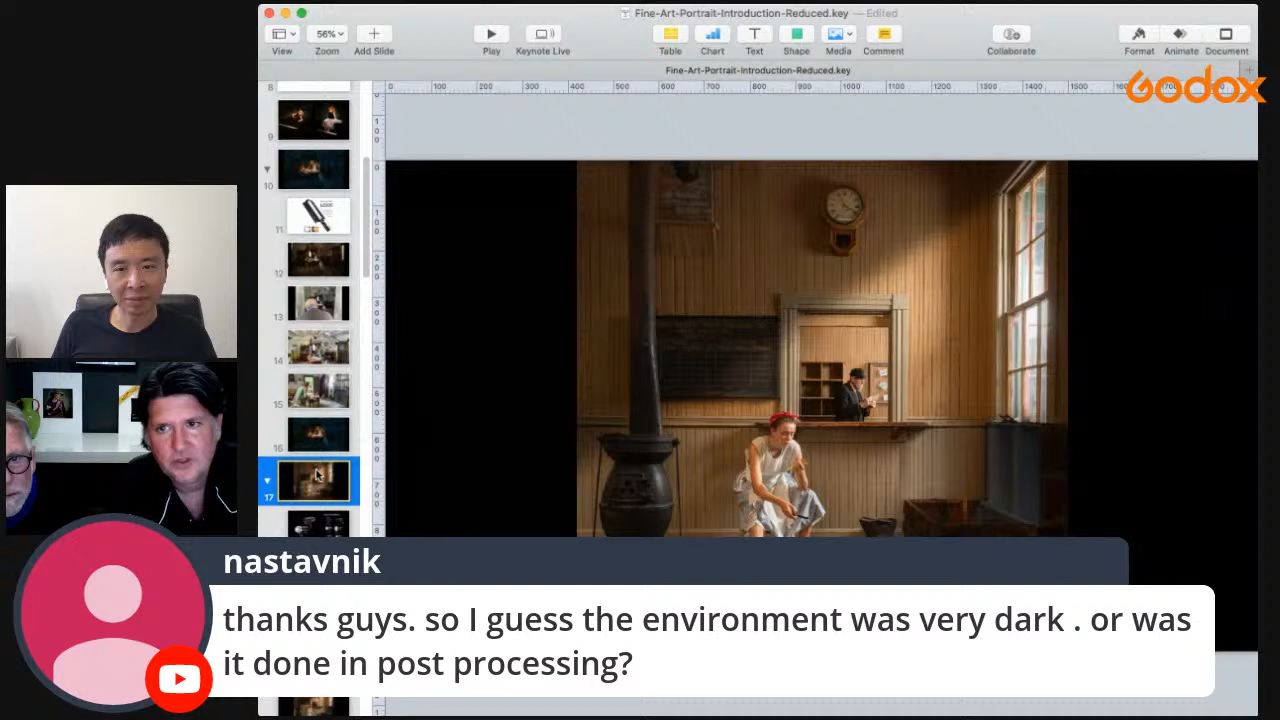 Fine-Art-Portrait-Introduction-Reduced.key — Edited
56%
View Zoom Add Slide Play Keynote Live Table Chart Text Shape Media Comment Collaborate Format Animate Document
Fine-Art-Portrait-Introduction-Reduced.key
Godox
0 100 200 300 400 500 600 700 800 900 1000 1100 1200 1300 1400 1500
8
9
10
11
12
13
14
15
16
17
nastavnik
thanks guys. so I guess the environment was very dark . or was
it done in post processing?